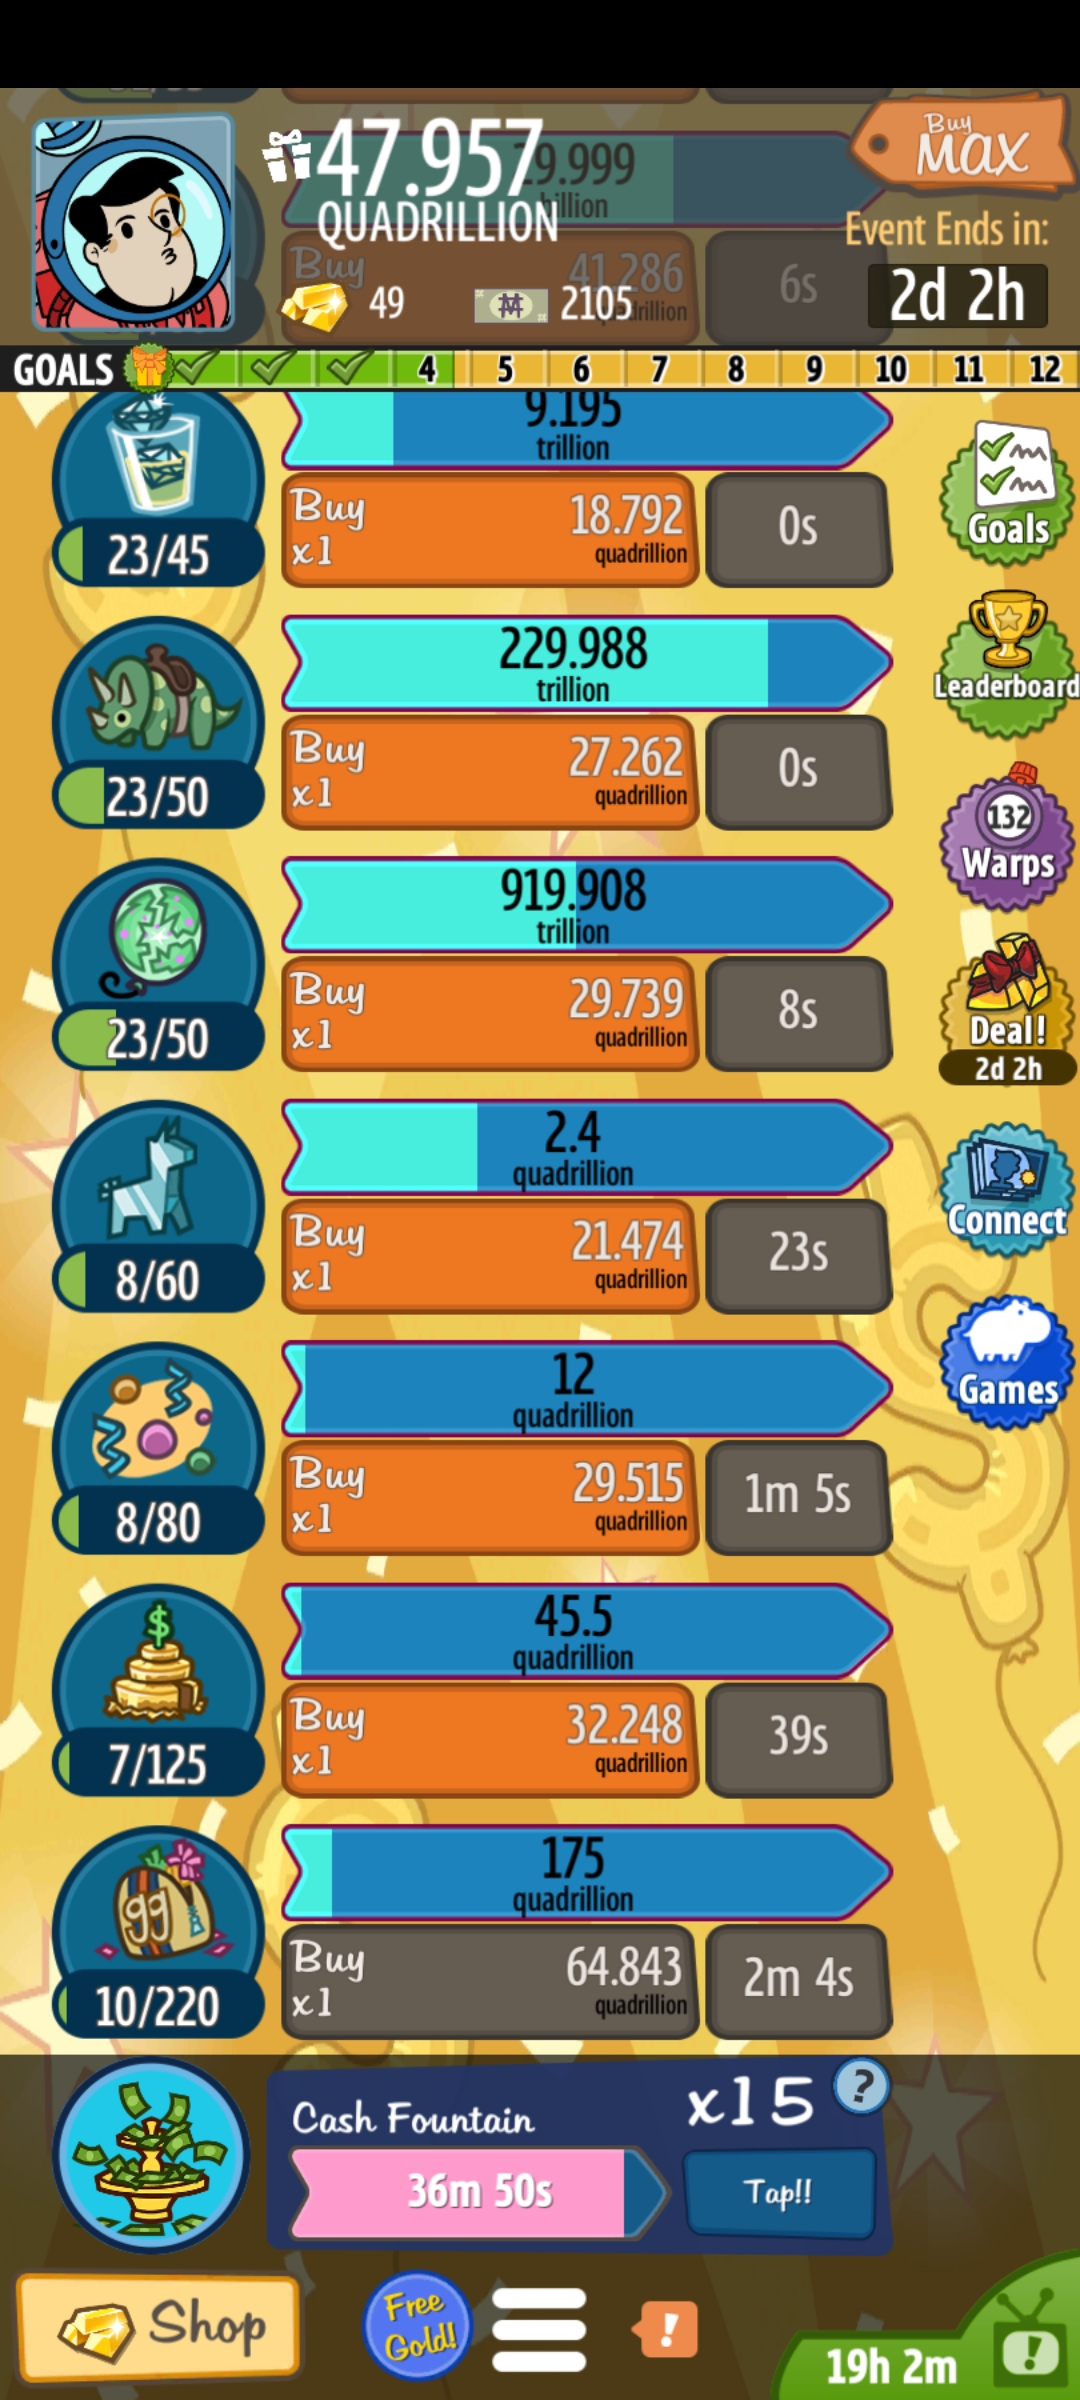 47.957
QUADRILLION
29.999
Buy
MAX
Event Ends in:
2d 2h
Buy
41.286
6s
49
2105
GOALS 4 5 6 7 8 9 10 11 12
9.195
trillion
23/45
Buy
x1
18.792
quadrillion
0s
Goals
229.988
trillion
23/50
Buy
x1
27.262
quadrillion
0s
Leaderboard
919.908
trillion
23/50
Buy
x1
29.739
quadrillion
8s
132
Warps
Deal!
2d 2h
2.4
quadrillion
8/60
Buy
x1
21.474
quadrillion
23s
Connect
12
quadrillion
8/80
Buy
x1
29.515
quadrillion
1m 5s
Games
45.5
quadrillion
$
7/125
Buy
x1
32.248
quadrillion
39s
175
quadrillion
gg
10/220
Buy
x1
64.843
quadrillion
2m 4s
Cash Fountain
x15
?
36m 50s
Tap!!
Shop
Free
Gold!
!
19h 2m
!